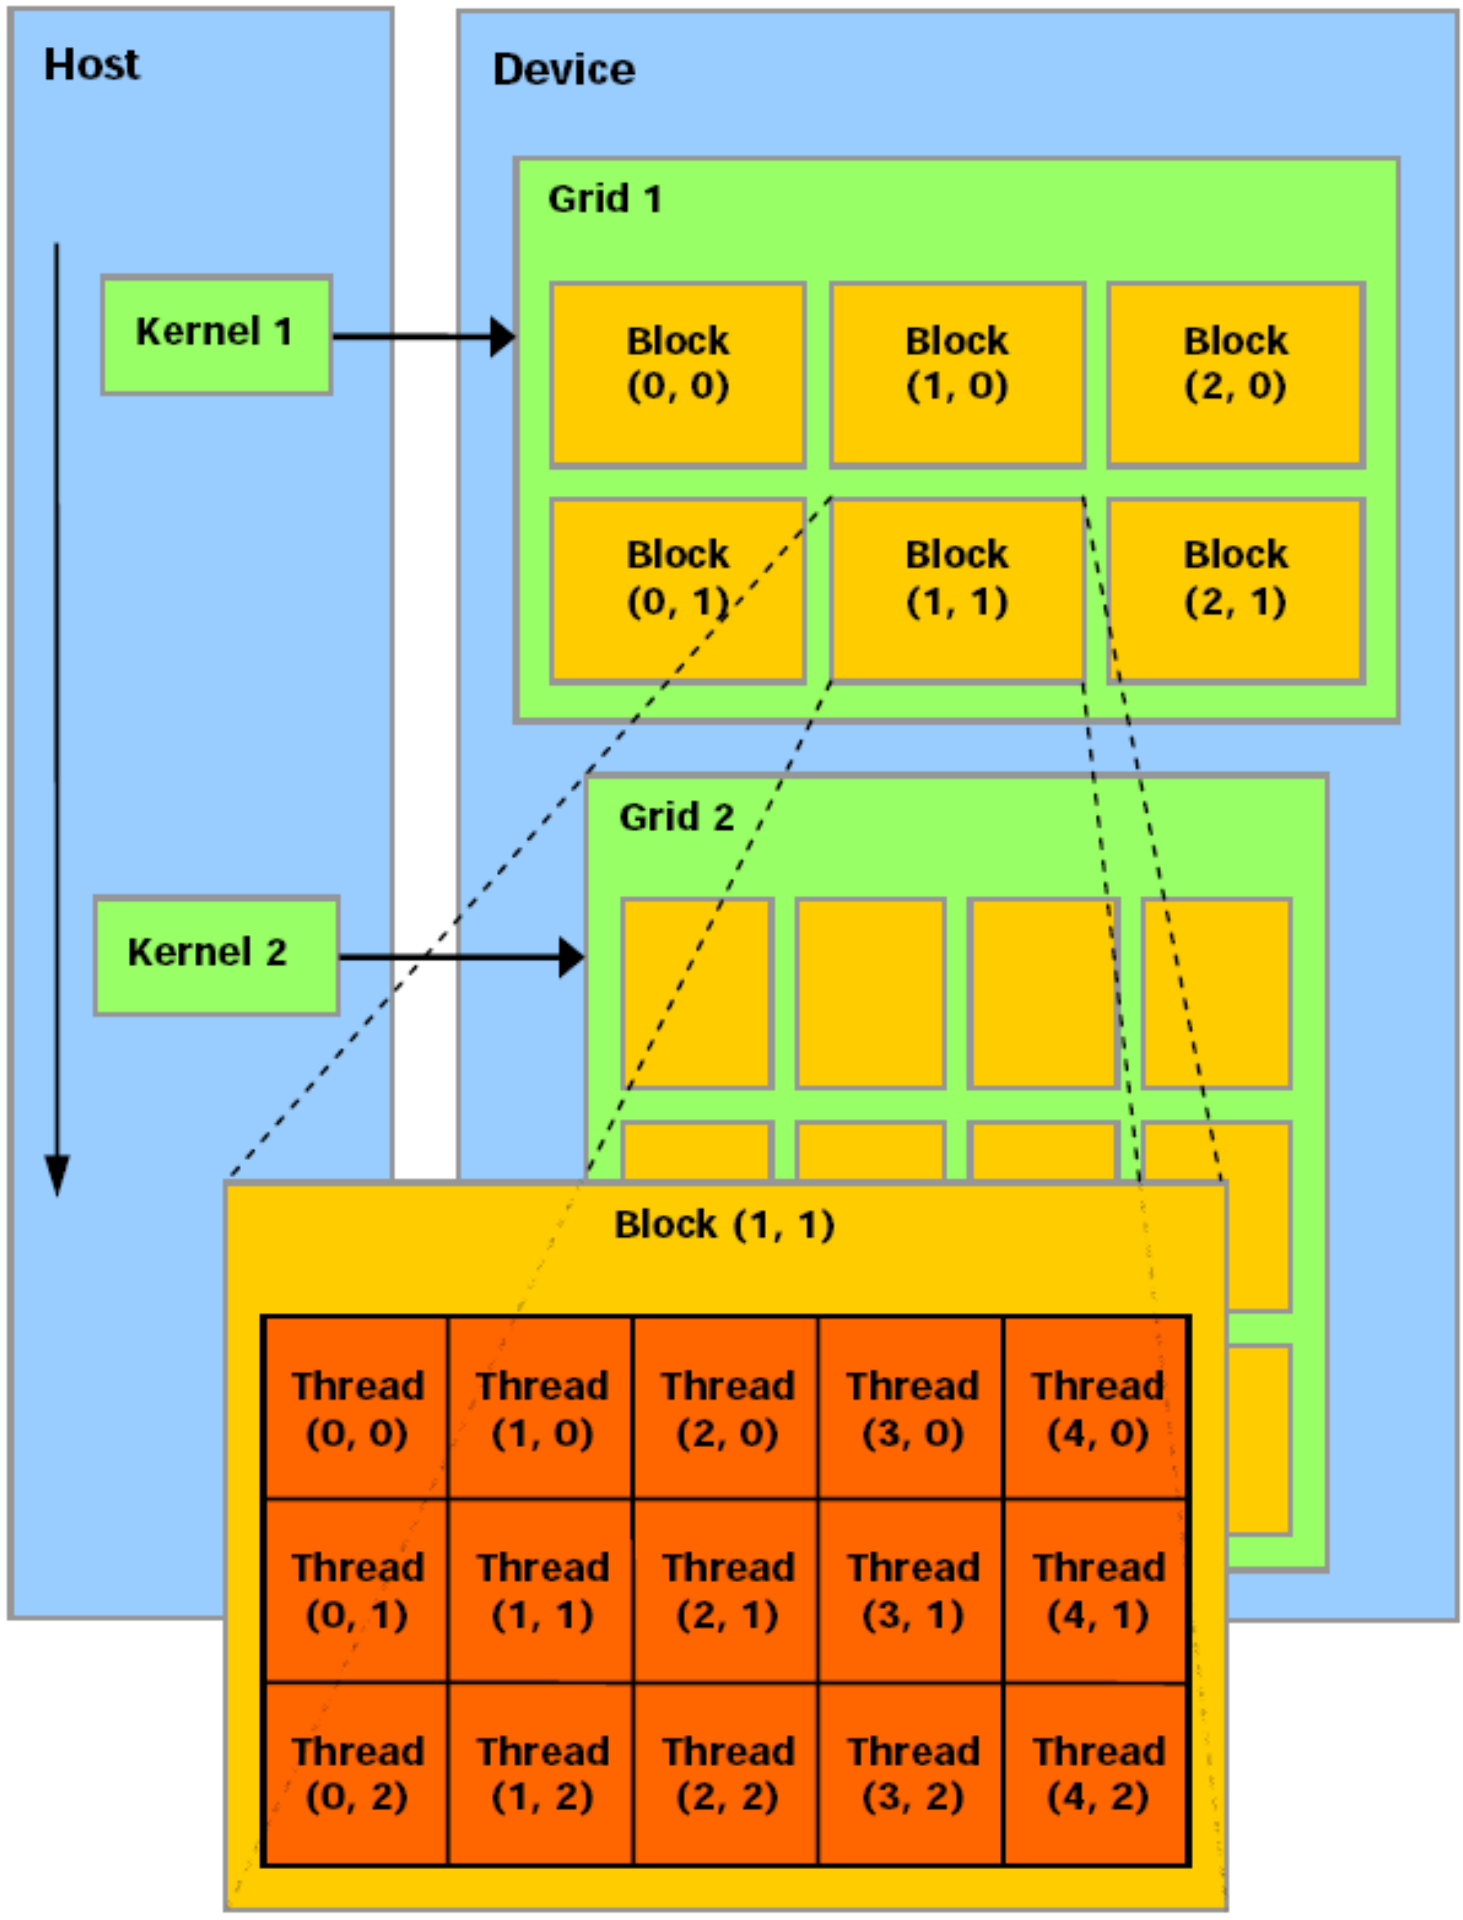 Host
Device
Grid 1
Kernel 1
Block
(0, 0)
Block
(1, 0)
Block
(2, 0)
Block
(0, 1)
Block
(1, 1)
Block
(2, 1)
Grid 2
Kernel 2
Block (1, 1)
Thread
(0, 0)
Thread
(1, 0)
Thread
(2, 0)
Thread
(3, 0)
Thread
(4, 0)
Thread
(0, 1)
Thread
(1, 1)
Thread
(2, 1)
Thread
(3, 1)
Thread
(4, 1)
Thread
(0, 2)
Thread
(1, 2)
Thread
(2, 2)
Thread
(3, 2)
Thread
(4, 2)